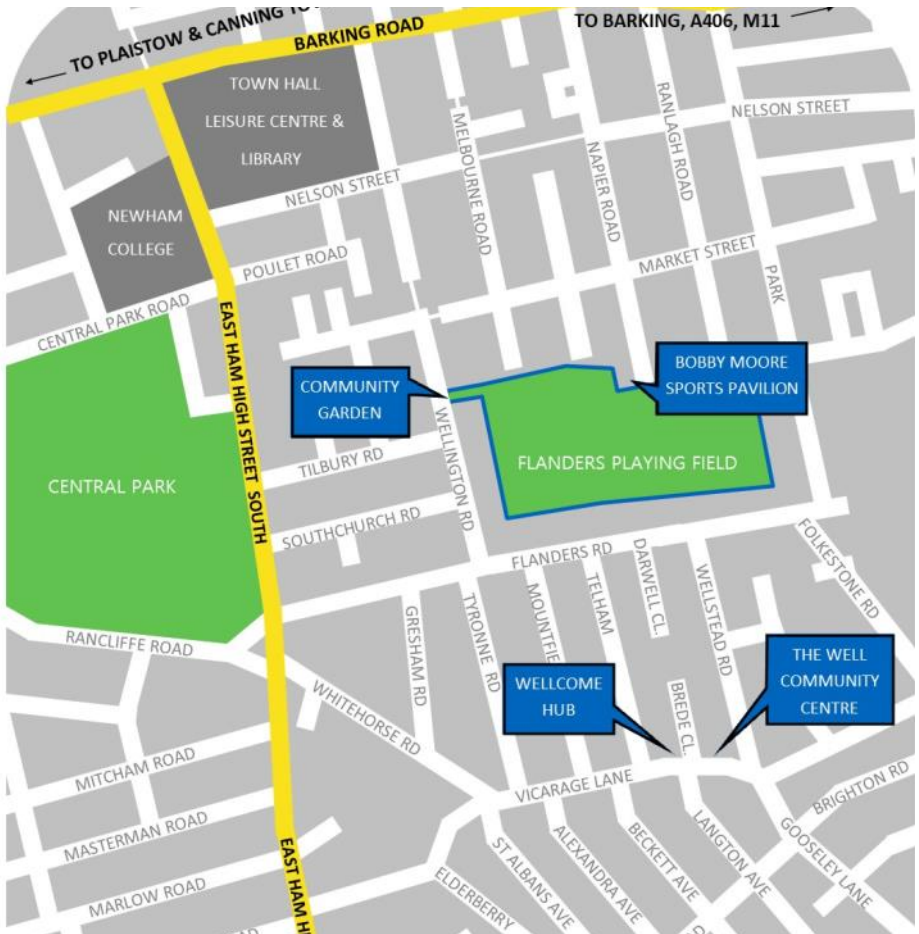 TO PLAISTOW & CANNING
BARKING ROAD
TO BARKING, A406, M11
TOWN HALL
LEISURE CENTRE &
LIBRARY
NELSON STREET
MELBOURNE ROAD
NAPIER ROAD
RANLAGH ROAD
NELSON STREET
NEWHAM
COLLEGE
POULET ROAD
MARKET STREET
PARK
CENTRAL PARK ROAD
EAST HAM HIGH STREET SOUTH
COMMUNITY
GARDEN
BOBBY MOORE
SPORTS PAVILION
WELLINGTON RD
TILBURY RD
FLANDERS PLAYING FIELD
CENTRAL PARK
SOUTHCHURCH RD
FLANDERS RD
DARWELL CL.
FOLKESTONE RD
GRESHAM RD
TYRONNE RD
MOUNTFIE
TELHAM
WELLSTEAD RD
RANCLIFFE ROAD
WHITEHORSE RD
WELLCOME
HUB
BREDE CL.
THE WELL
COMMUNITY
CENTRE
MITCHAM ROAD
VICARAGE LANE
BRIGHTON RD
MASTERMAN ROAD
EAST HAM HI
ST ALBANS AVE
ALEXANDRA AVE
BECKETT AVE
LANGTON AVE
GOOSELEY LANE
MARLOW ROAD
ELDERBERRY